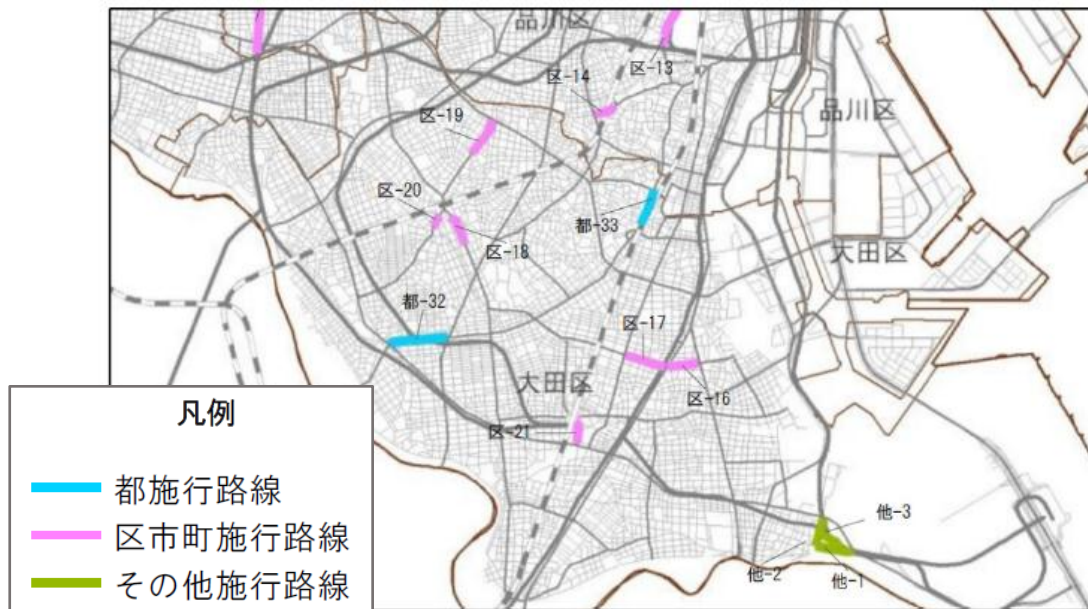 品川区
区-13
区-14
品川区
区-19
区-20
都-33
区-18
大田区
都-32
区-17
大田区
区-16
区-21
他-3
他-2
他-1
凡例
都施行路線
区市町施行路線
その他施行路線